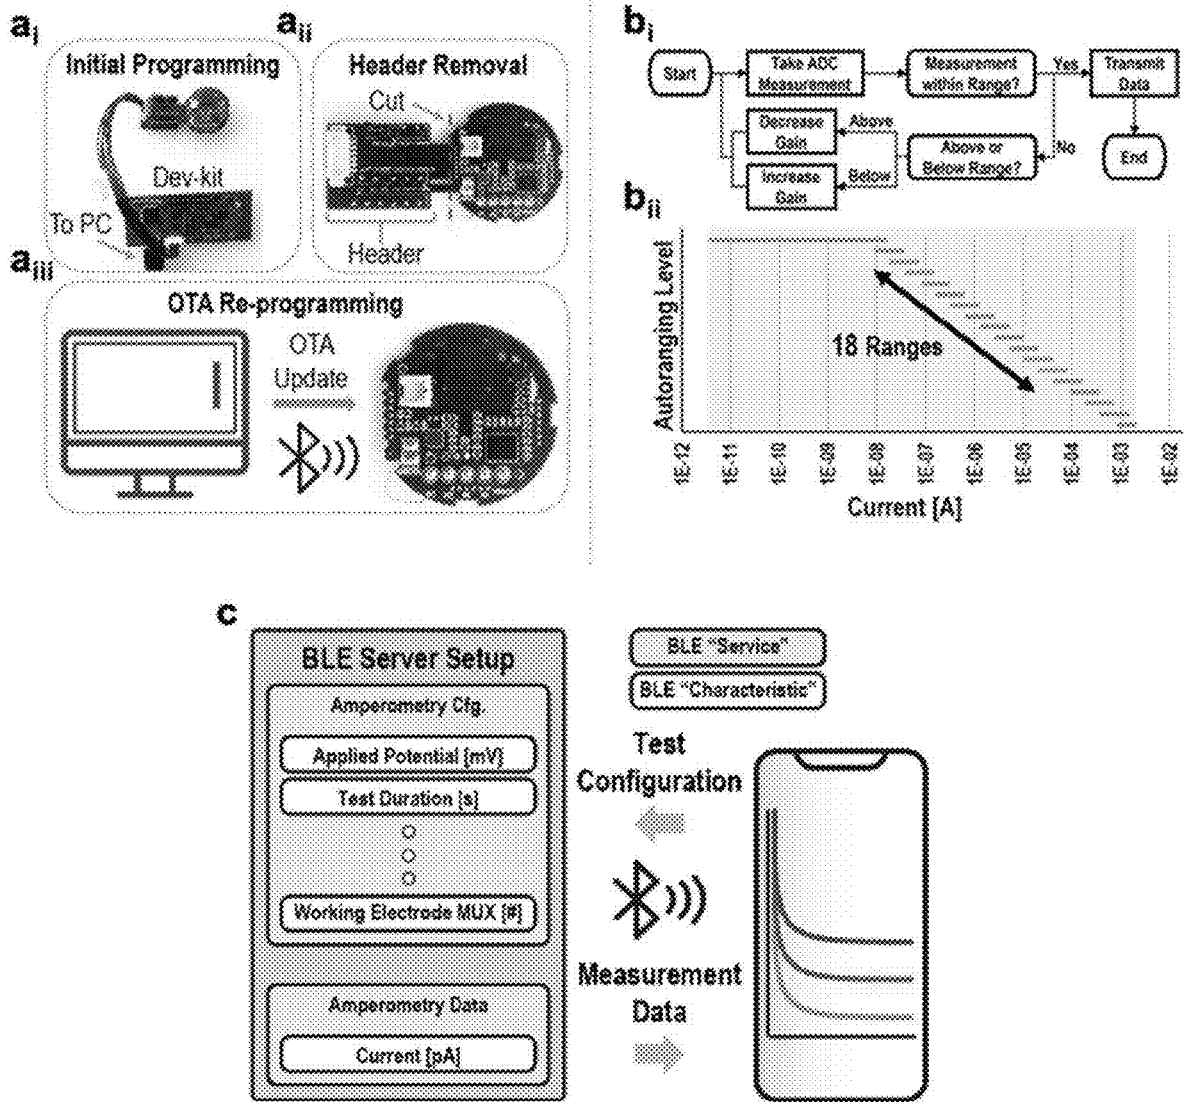 aᵢ
Initial Programming
Dev-kit
To PC
aᵢᵢ
Header Removal
Cut
Header
aᵢᵢᵢ
OTA Re-programming
OTA
Update
bᵢ
Start
Take ADC
Measurement
Measurement
within Range?
Yes
Transmit
Data
Decrease
Gain
Above
Above or
Below Range?
No
End
Increase
Gain
Below
bᵢᵢ
Autoranging Level
18 Ranges
1E-12
1E-11
1E-10
1E-09
1E-08
1E-07
1E-06
1E-05
1E-04
1E-03
1E-02
Current [A]
c
BLE Server Setup
Amperometry Cfg.
Applied Potential [mV]
Test Duration [s]
Working Electrode MUX [#]
Amperometry Data
Current [pA]
BLE “Service”
BLE “Characteristic”
Test
Configuration
Measurement
Data